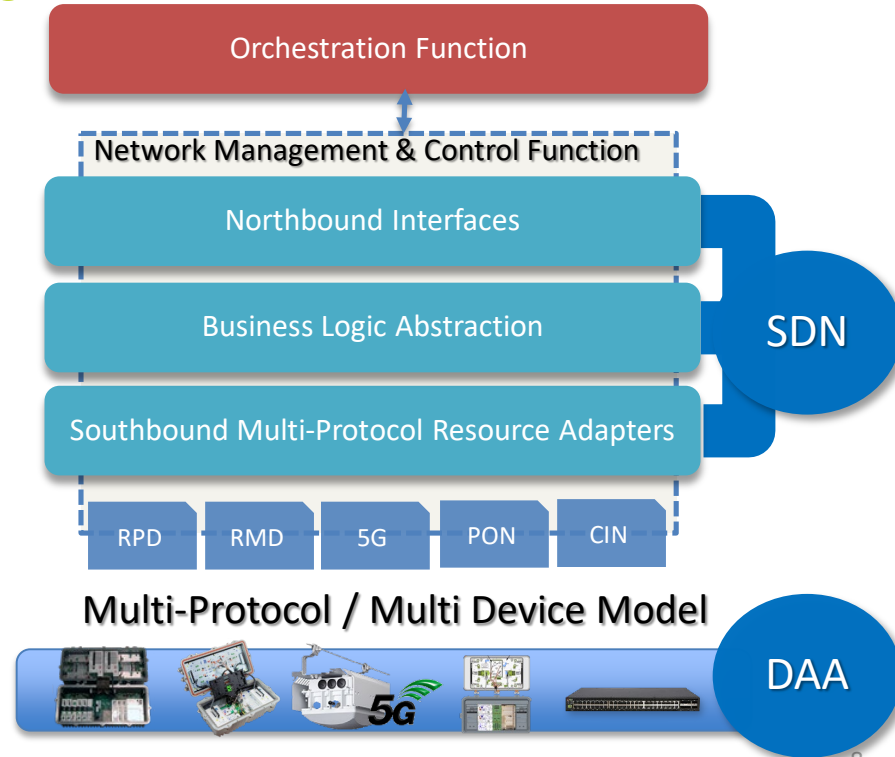 Orchestration Function
Network Management & Control Function
Northbound Interfaces
Business Logic Abstraction
SDN
Southbound Multi-Protocol Resource Adapters
RPD
RMD
5G
PON
CIN
Multi-Protocol / Multi Device Model
5G
DAA